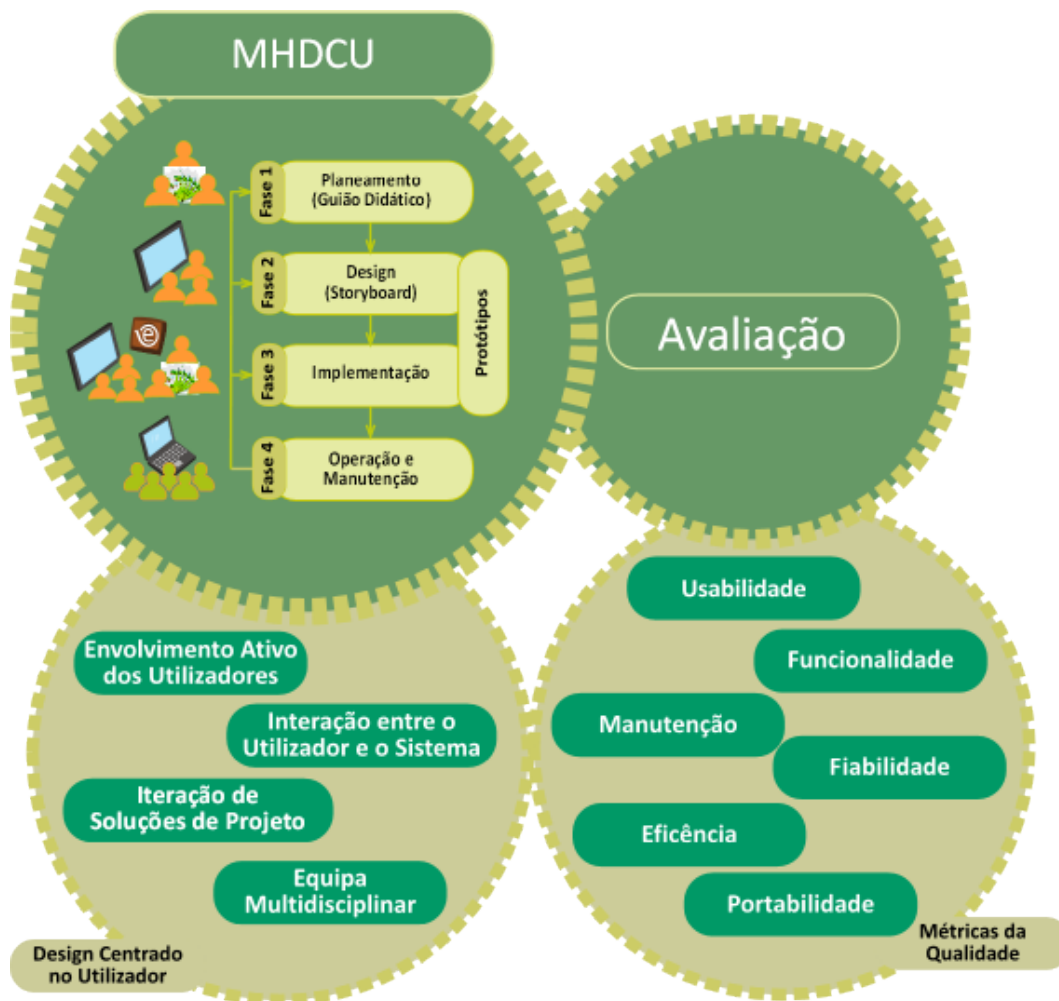 MHDCU
Fase 1
Planeamento
(Guião Didático)
Fase 2
Design
(Storyboard)
Protótipos
Fase 3
Implementação
Fase 4
Operação e
Manutenção
Avaliação
Envolvimento Ativo
dos Utilizadores
Interação entre o
Utilizador e o Sistema
Iteração de
Soluções de Projeto
Equipa
Multidisciplinar
Design Centrado
no Utilizador
Usabilidade
Funcionalidade
Manutenção
Fiabilidade
Eficência
Portabilidade
Métricas da
Qualidade